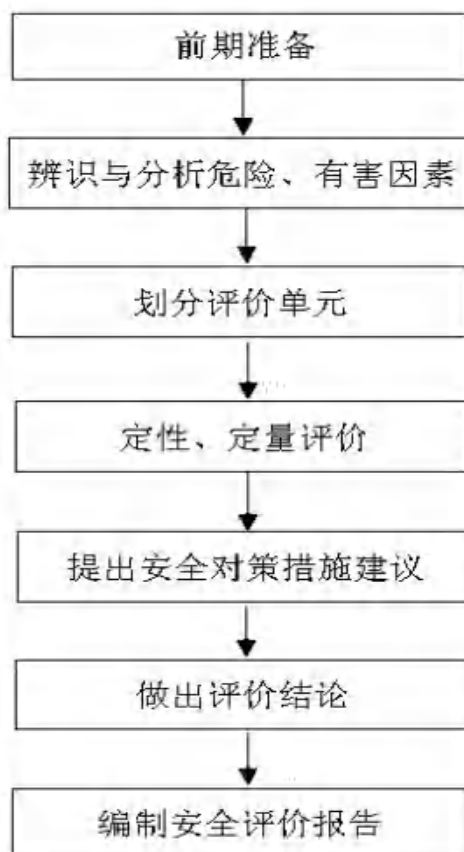 前期准备
辨识与分析危险、有害因素
划分评价单元
定性、定量评价
提出安全对策措施建议
做出评价结论
编制安全评价报告